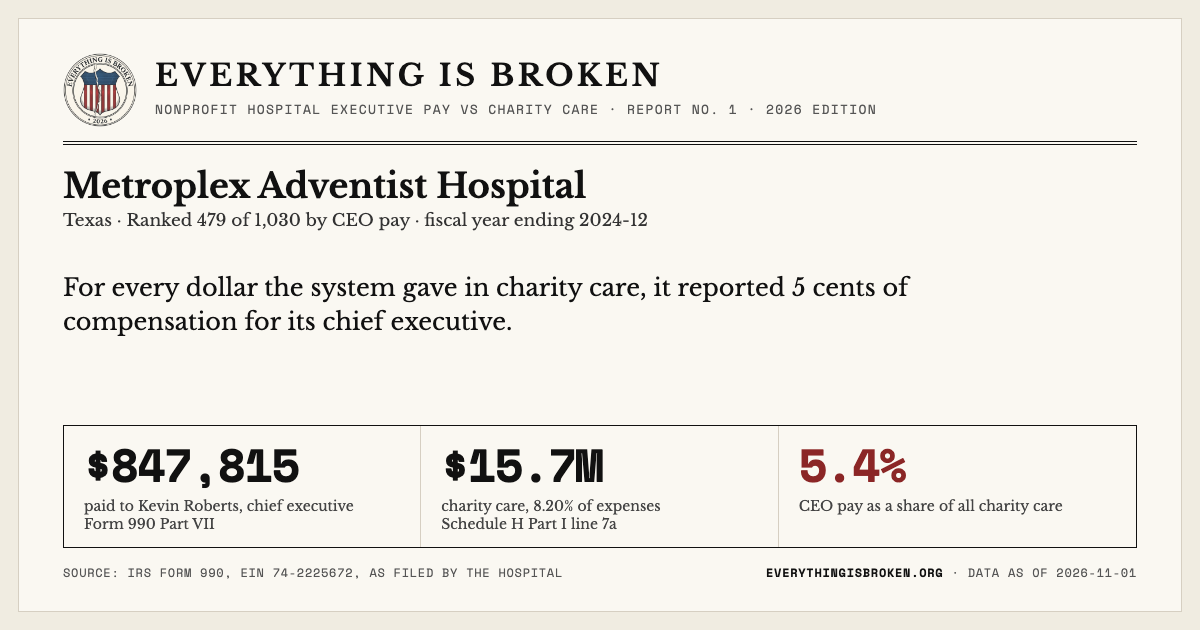 EVERYTHING IS BROKEN
· 2026 ·
EVERYTHING IS BROKEN
NONPROFIT HOSPITAL EXECUTIVE PAY VS CHARITY CARE · REPORT NO. 1 · 2026 EDITION
Metroplex Adventist Hospital
Texas · Ranked 479 of 1,030 by CEO pay · fiscal year ending 2024-12
For every dollar the system gave in charity care, it reported 5 cents of
compensation for its chief executive.
$847,815
paid to Kevin Roberts, chief executive
Form 990 Part VII
$15.7M
charity care, 8.20% of expenses
Schedule H Part I line 7a
5.4%
CEO pay as a share of all charity care
SOURCE: IRS FORM 990, EIN 74-2225672, AS FILED BY THE HOSPITAL
EVERYTHINGISBROKEN.ORG · DATA AS OF 2026-11-01